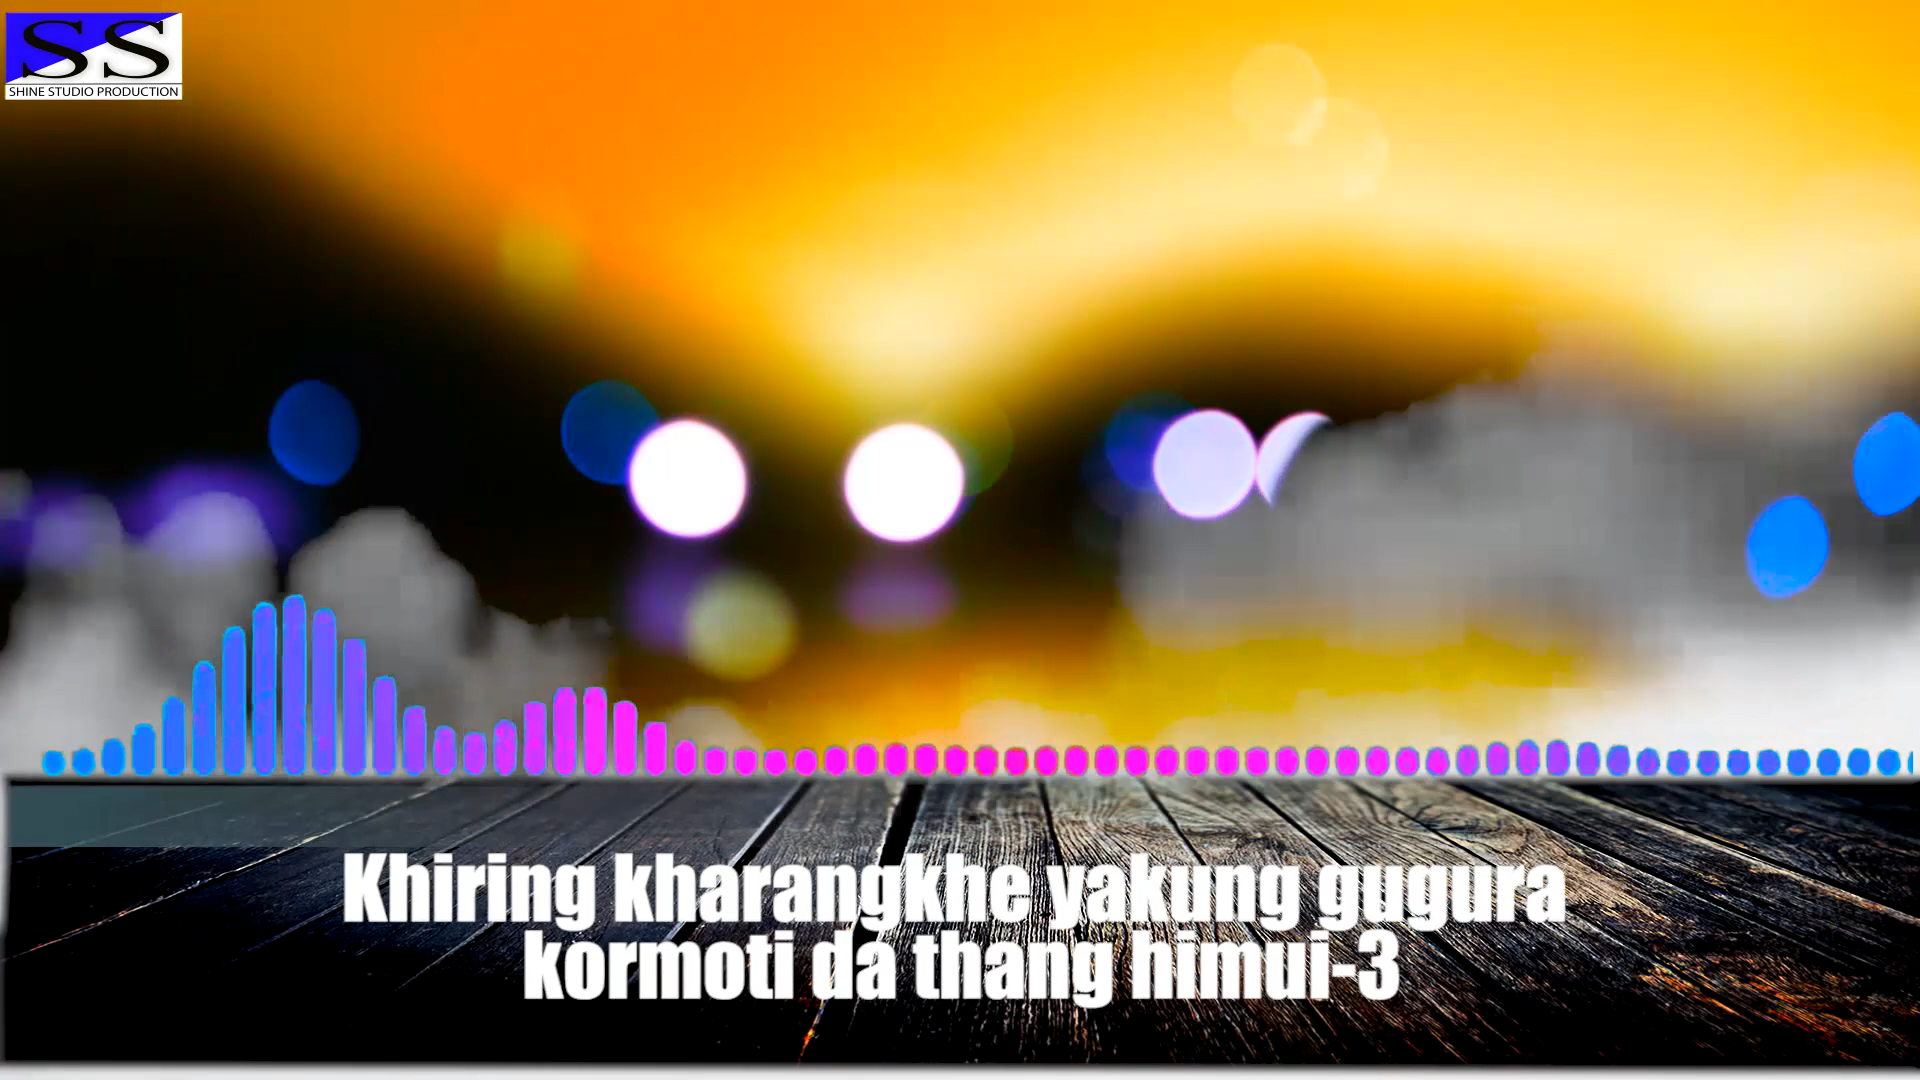 SS
SHINE STUDIO PRODUCTION
Khiring kharangkhe yakung gugura
kormoti da thang himui-3